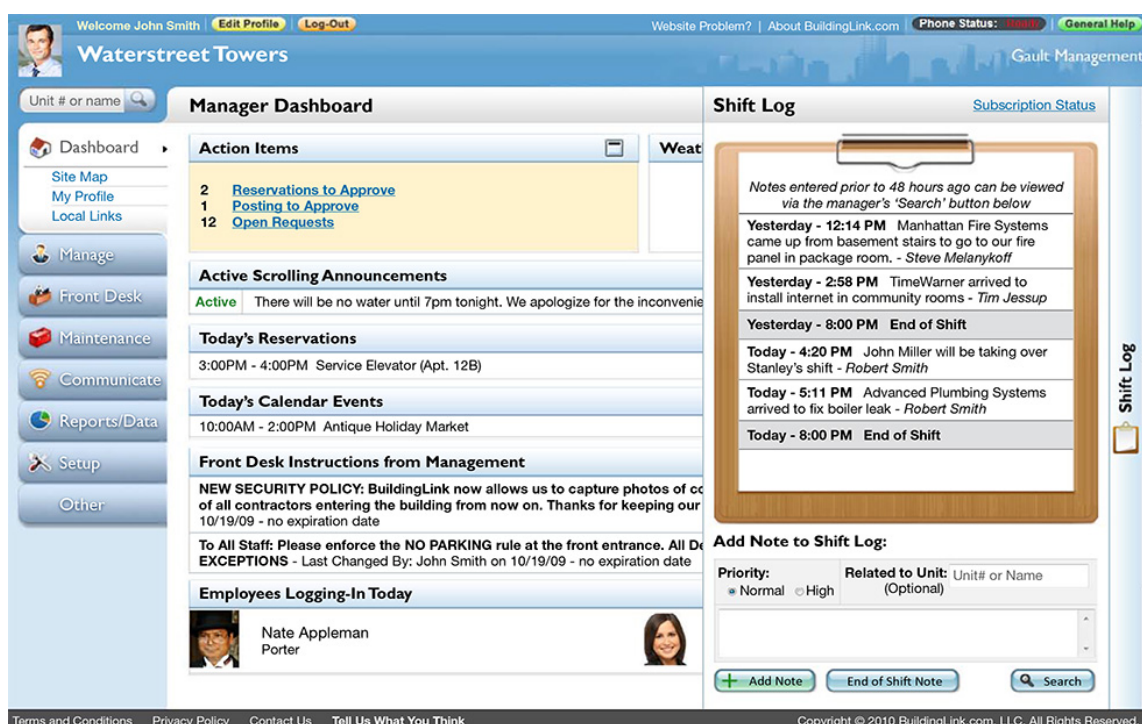 Welcome John Smith Edit Profile Log-Out Website Problem? | About BuildingLink.com Phone Status: General Help
Waterstreet Towers
Gault Management
Unit # or name
Dashboard
Site Map
My Profile
Local Links
Manage
Front Desk
Maintenance
Communicate
Reports/Data
Setup
Other
Manager Dashboard
Action Items
Weat
2 Reservations to Approve
1 Posting to Approve
12 Open Requests
Active Scrolling Announcements
Active There will be no water until 7pm tonight. We apologize for the inconvenie
Today's Reservations
3:00PM - 4:00PM Service Elevator (Apt. 12B)
Today's Calendar Events
10:00AM - 2:00PM Antique Holiday Market
Front Desk Instructions from Management
NEW SECURITY POLICY: BuildingLink now allows us to capture photos of co
of all contractors entering the building from now on. Thanks for keeping our
10/19/09 - no expiration date
To All Staff: Please enforce the NO PARKING rule at the front entrance. All De
EXCEPTIONS - Last Changed By: John Smith on 10/19/09 - no expiration date
Employees Logging-In Today
Nate Appleman
Porter
Shift Log
Subscription Status
Notes entered prior to 48 hours ago can be viewed
via the manager's 'Search' button below
Yesterday - 12:14 PM Manhattan Fire Systems
came up from basement stairs to go to our fire
panel in package room. - Steve Melanykoff
Yesterday - 2:58 PM TimeWarner arrived to
install internet in community rooms - Tim Jessup
Yesterday - 8:00 PM End of Shift
Today - 4:20 PM John Miller will be taking over
Stanley's shift - Robert Smith
Today - 5:11 PM Advanced Plumbing Systems
arrived to fix boiler leak - Robert Smith
Today - 8:00 PM End of Shift
Add Note to Shift Log:
Priority:
Normal High
Related to Unit: Unit# or Name
(Optional)
Add Note End of Shift Note Search
Shift Log
Terms and Conditions Privacy Policy Contact Us Tell Us What You Think Copyright © 2010 BuildingLink.com, LLC. All Rights Reserved